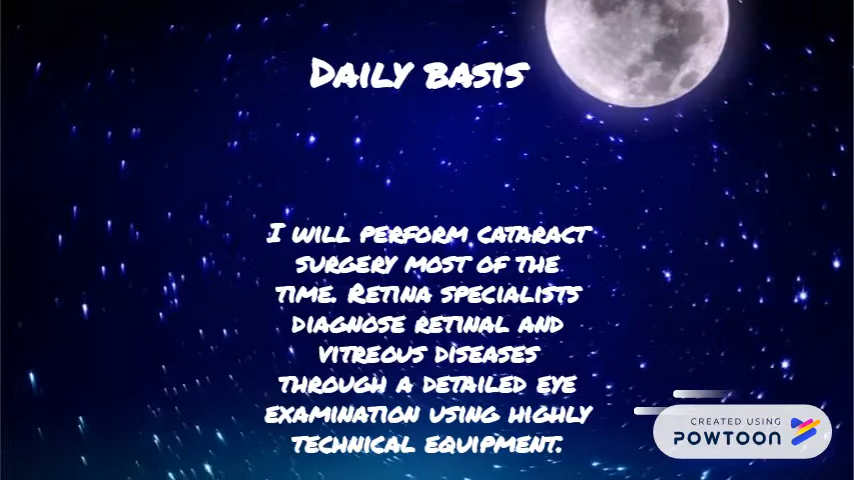 Daily basis
I will perform cataract
surgery most of the
time. Retina specialists
diagnose retinal and
vitreous diseases
through a detailed eye
examination using highly
technical equipment.
CREATED USING
POWTOON